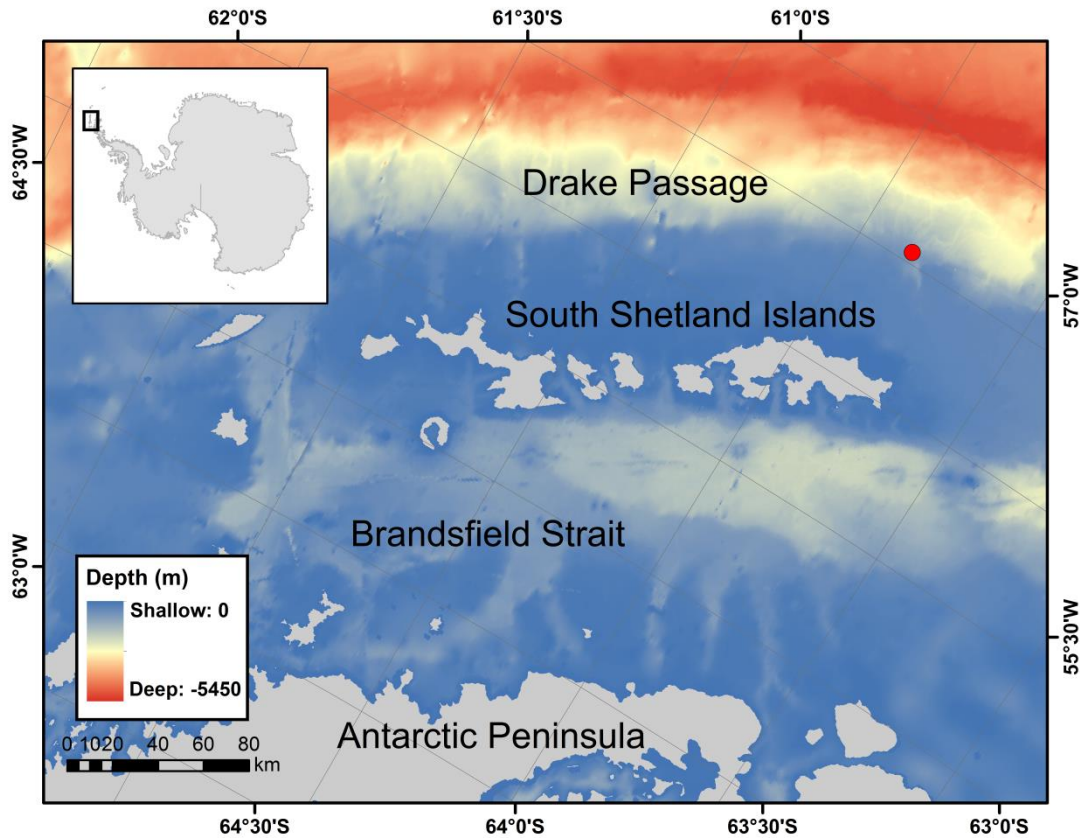 62°0'S
61°30'S
61°0'S
64°30'W
Drake Passage
South Shetland Islands
57°0'W
Brandsfield Strait
63°0'W
Depth (m)
Shallow: 0
Deep: -5450
55°30'W
Antarctic Peninsula
0 10 20 40 60 80
km
64°30'S
64°0'S
63°30'S
63°0'S